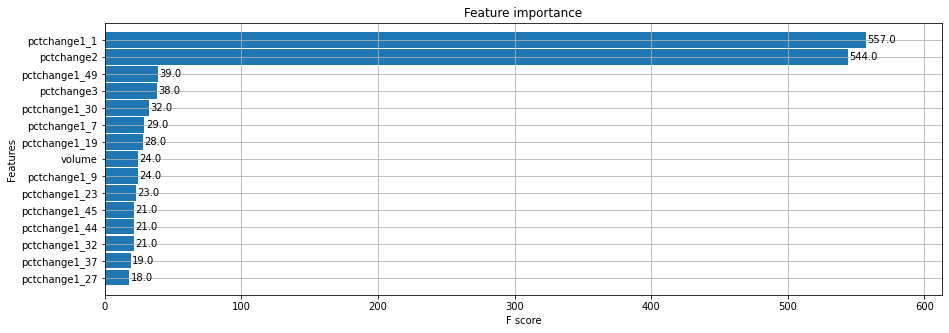 Feature importance
Features
pctchange1_1 557.0
pctchange2 544.0
pctchange1_49 39.0
pctchange3 38.0
pctchange1_30 32.0
pctchange1_7 29.0
pctchange1_19 28.0
volume 24.0
pctchange1_9 24.0
pctchange1_23 23.0
pctchange1_45 21.0
pctchange1_44 21.0
pctchange1_32 21.0
pctchange1_37 19.0
pctchange1_27 18.0
0 100 200 300 400 500 600
F score